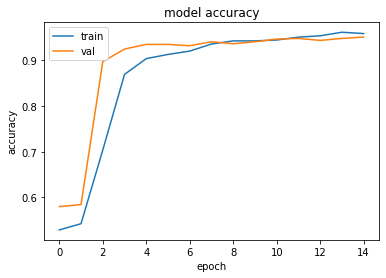 model accuracy
train
val
accuracy
0.9
0.8
0.7
0.6
0 2 4 6 8 10 12 14
epoch